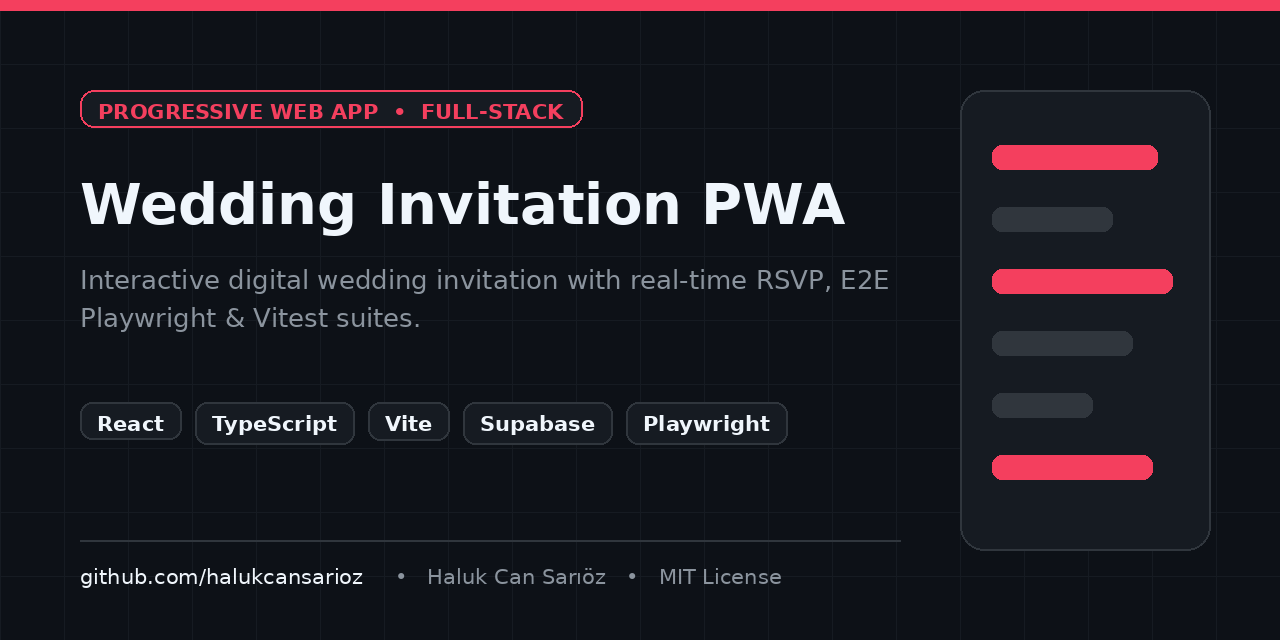 PROGRESSIVE WEB APP • FULL-STACK
Wedding Invitation PWA
Interactive digital wedding invitation with real-time RSVP, E2E
Playwright & Vitest suites.
React TypeScript Vite Supabase Playwright
github.com/halukcansarioz • Haluk Can Sarıöz • MIT License